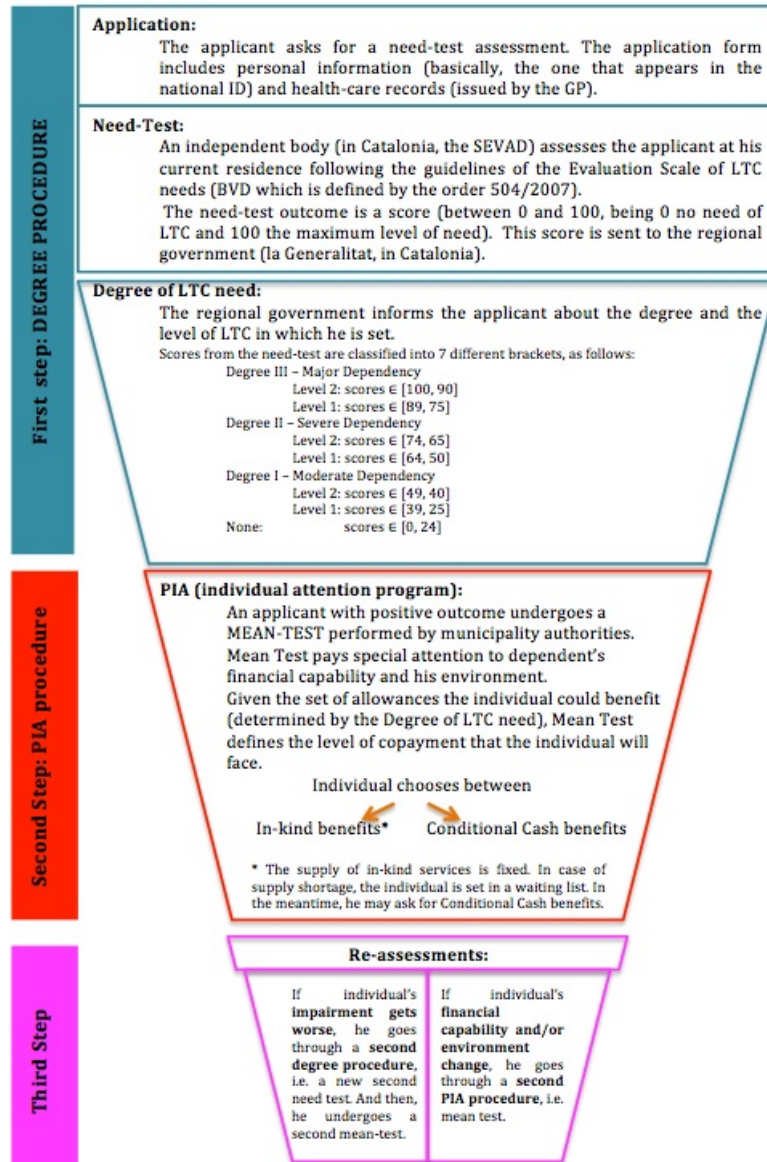 First step: DEGREE PROCEDURE
Application:
The applicant asks for a need-test assessment. The application form
includes personal information (basically, the one that appears in the
national ID) and health-care records (issued by the GP).
Need-Test:
An independent body (in Catalonia, the SEVAD) assesses the applicant at his
current residence following the guidelines of the Evaluation Scale of LTC
needs (BVD which is defined by the order 504/2007).
The need-test outcome is a score (between 0 and 100, being 0 no need of
LTC and 100 the maximum level of need). This score is sent to the regional
government (la Generalitat, in Catalonia).
Degree of LTC need:
The regional government informs the applicant about the degree and the
level of LTC in which he is set.
Scores from the need-test are classified into 7 different brackets, as follows:
Degree III – Major Dependency
Level 2: scores ∈ [100, 90]
Level 1: scores ∈ [89, 75]
Degree II – Severe Dependency
Level 2: scores ∈ [74, 65]
Level 1: scores ∈ [64, 50]
Degree I – Moderate Dependency
Level 2: scores ∈ [49, 40]
Level 1: scores ∈ [39, 25]
None: scores ∈ [0, 24]
Second Step: PIA procedure
PIA (individual attention program):
An applicant with positive outcome undergoes a
MEAN-TEST performed by municipality authorities.
Mean Test pays special attention to dependent's
financial capability and his environment.
Given the set of allowances the individual could benefit
(determined by the Degree of LTC need), Mean Test
defines the level of copayment that the individual will
face.
Individual chooses between
In-kind benefits* Conditional Cash benefits
* The supply of in-kind services is fixed. In case of
supply shortage, the individual is set in a waiting list. In
the meantime, he may ask for Conditional Cash benefits.
Third Step
Re-assessments:
If individual's
impairment gets
worse, he goes
through a second
degree procedure,
i.e. a new second
need test. And then,
he undergoes a
second mean-test.
If individual's
financial
capability and/or
environment
change, he goes
through a second
PIA procedure, i.e.
mean test.